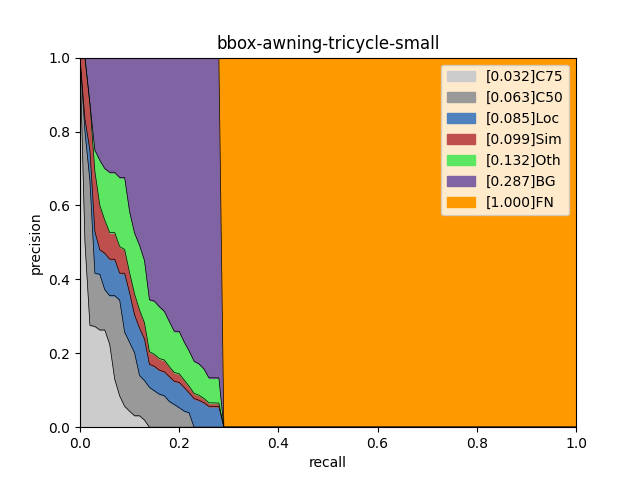 bbox-awning-tricycle-small
1.0
0.8
0.6
0.4
0.2
0.0
precision
[0.032]C75
[0.063]C50
[0.085]Loc
[0.099]Sim
[0.132]Oth
[0.287]BG
[1.000]FN
0.0 0.2 0.4 0.6 0.8 1.0
recall